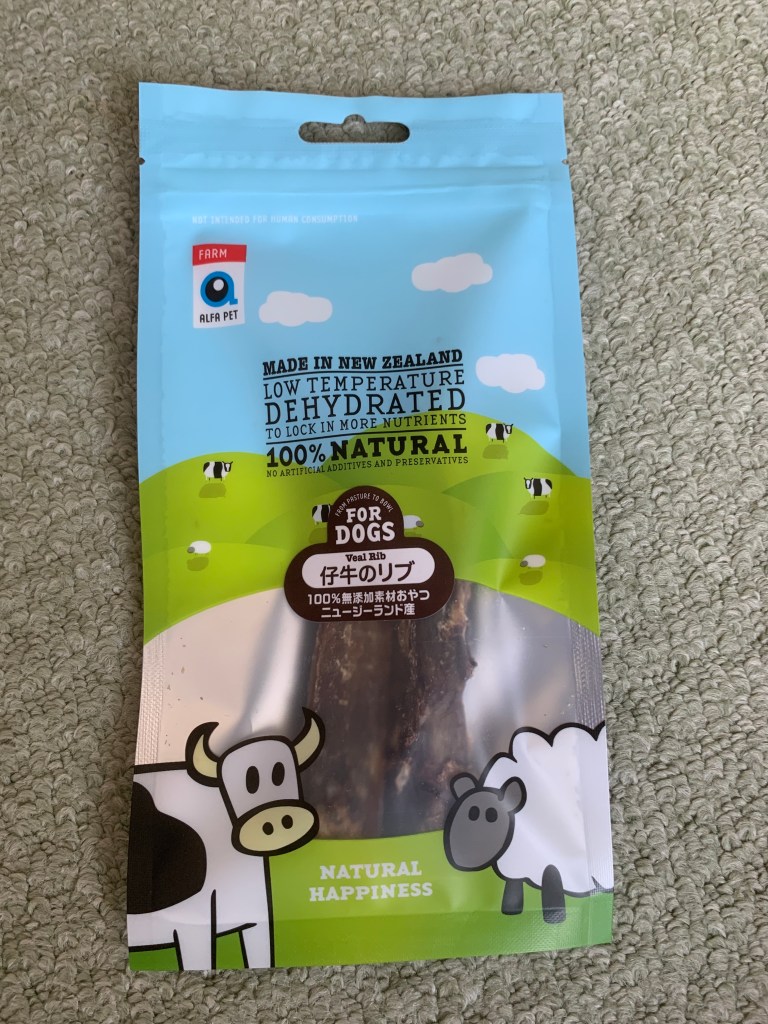 NOT INTENDED FOR HUMAN CONSUMPTION
FARM
ALFA PET
MADE IN NEW ZEALAND
LOW TEMPERATURE
DEHYDRATED
TO LOCK IN MORE NUTRIENTS
100% NATURAL
NO ARTIFICIAL ADDITIVES AND PRESERVATIVES
FROM PASTURE TO BOWL
FOR
DOGS
Veal Rib
仔牛のリブ
100%無添加素材おやつ
ニュージーランド産
NATURAL
HAPPINESS